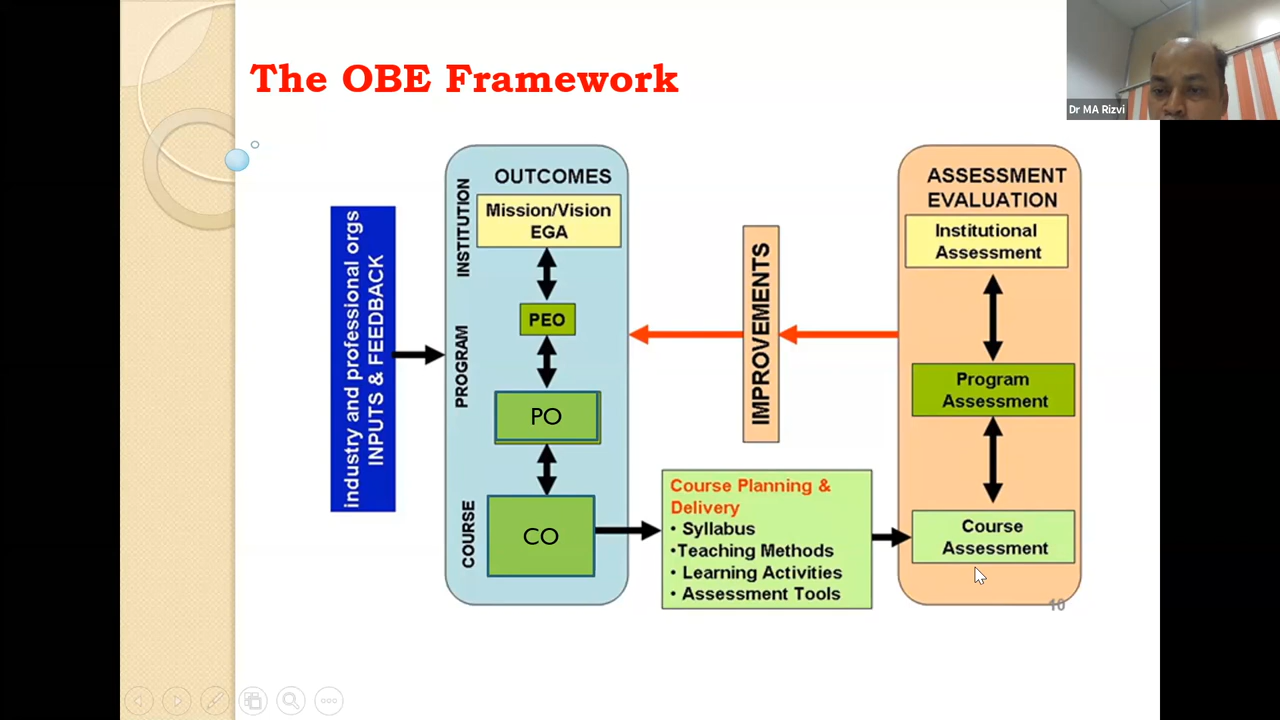 The OBE Framework
Dr MA Rizvi
industry and professional orgs
INPUTS & FEEDBACK
OUTCOMES
INSTITUTION
Mission/Vision
EGA
PROGRAM
PEO
PO
COURSE
CO
IMPROVEMENTS
Course Planning &
Delivery
• Syllabus
•Teaching Methods
• Learning Activities
• Assessment Tools
ASSESSMENT
EVALUATION
Institutional
Assessment
Program
Assessment
Course
Assessment
10